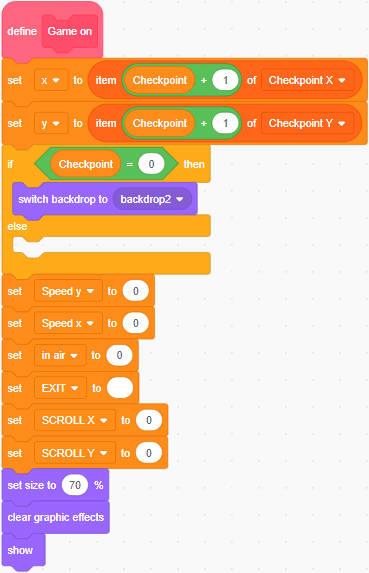 define Game on
set x to item Checkpoint + 1 of Checkpoint X
set y to item Checkpoint + 1 of Checkpoint Y
if Checkpoint = 0 then
switch backdrop to backdrop2
else
set Speed y to 0
set Speed x to 0
set in air to 0
set EXIT to
set SCROLL X to 0
set SCROLL Y to 0
set size to 70 %
clear graphic effects
show